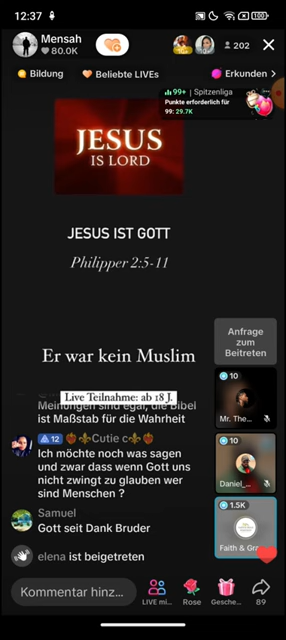 12:37
100
Mensah
80.0K
202
Bildung
Beliebte LIVEs
Erkunden >
99+ | Spitzenliga
Punkte erforderlich für
99: 29.7K
JESUS
IS LORD
JESUS IST GOTT
Philipper 2:5-11
Er war kein Muslim
Anfrage
zum
Beitreten
Live Teilnahme: ab 18 J.
Meinungen sind egal, die Bibel
ist Maßstab für die Wahrheit
10
Mr. The...
12 Cutie c
Ich möchte noch was sagen
und zwar dass wenn Gott uns
nicht zwingt zu glauben wer
sind Menschen ?
10
Daniel_...
Samuel
Gott seit Dank Bruder
1.5K
Faith & Gra
elena ist beigetreten
Kommentar hinz...
LIVE mi...
Rose
Gesche...
89